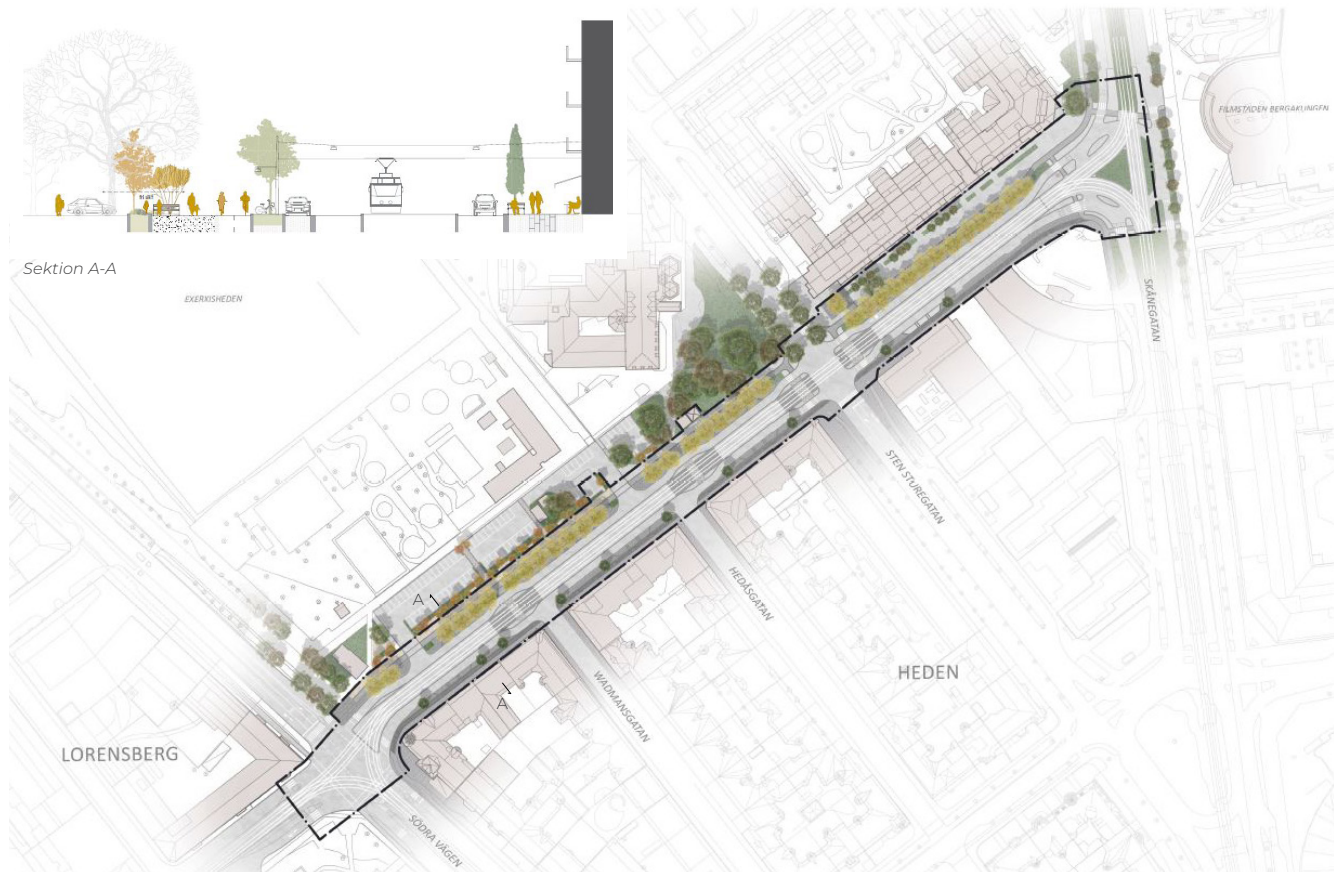 FILMSTADEN BERGAKUNGEN
Sektion A-A
EXERXISHEDEN
SKÅNEGATAN
STEN STUREGATAN
HEDÅSGATAN
A
HEDEN
WADMANSGATAN
A
LORENSBERG
SÖDRA VÄGEN